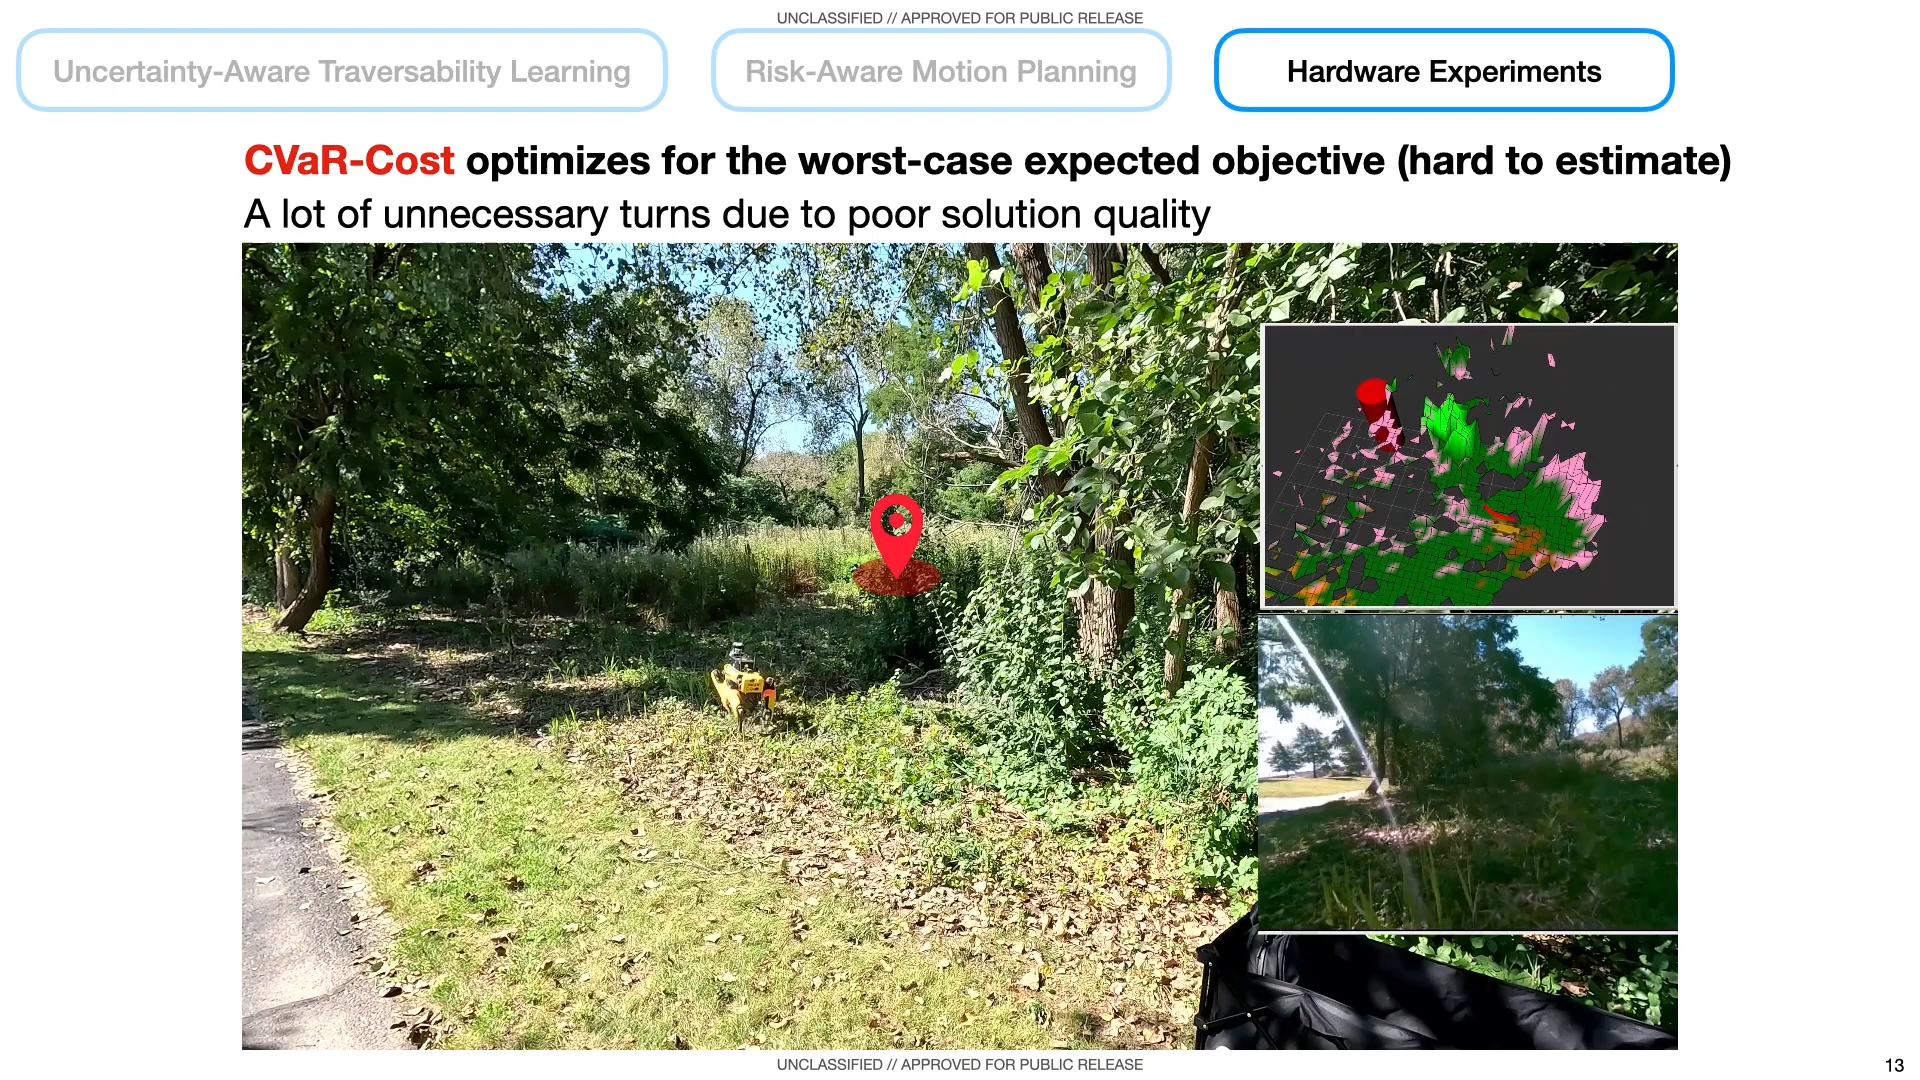 UNCLASSIFIED // APPROVED FOR PUBLIC RELEASE
Uncertainty-Aware Traversability Learning
Risk-Aware Motion Planning
Hardware Experiments
CVaR-Cost optimizes for the worst-case expected objective (hard to estimate)
A lot of unnecessary turns due to poor solution quality
UNCLASSIFIED // APPROVED FOR PUBLIC RELEASE
13